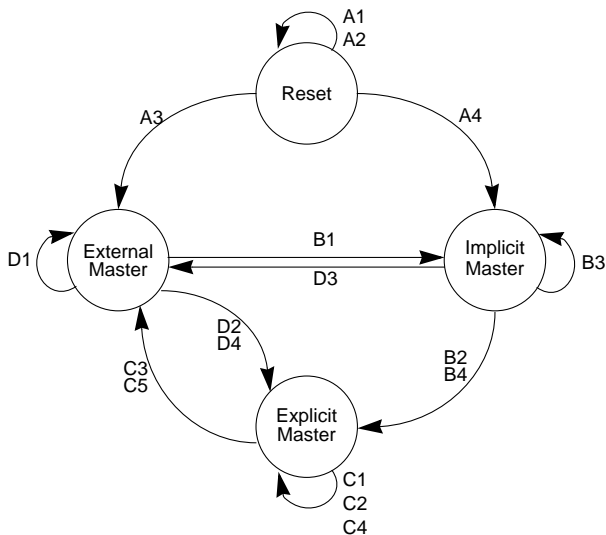 A1
A2
Reset
A3
A4
External
Master
Implicit
Master
B1
D3
D1
B3
D2
D4
B2
B4
C3
C5
Explicit
Master
C1
C2
C4